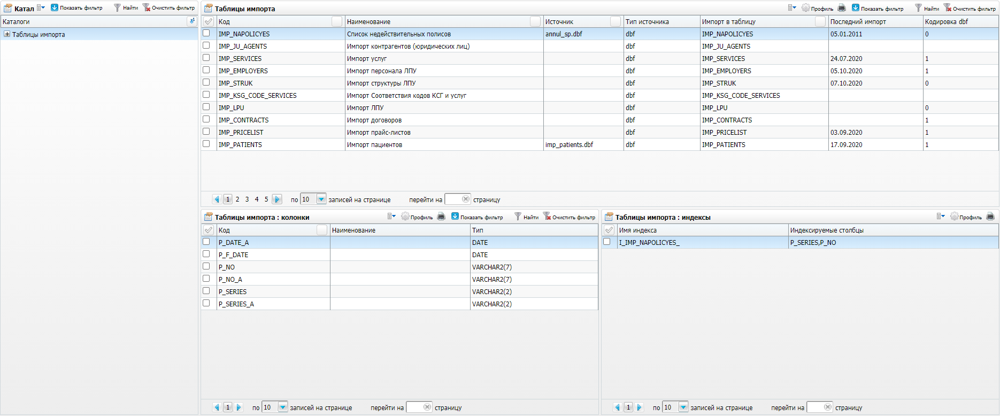 Катал Показать фильтр Найти Очистить фильтр
Каталоги
Таблицы импорта
Таблицы импорта Профиль Показать фильтр Найти Очистить фильтр
Код Наименование Источник Тип источника Импорт в таблицу Последний импорт Кодировка dbf
IMP_NAPOLICYES Список недействительных полисов annul_sp.dbf dbf IMP_NAPOLICYES 05.01.2011 0
IMP_JU_AGENTS Импорт контрагентов (юридических лиц) dbf IMP_JU_AGENTS
IMP_SERVICES Импорт услуг dbf IMP_SERVICES 24.07.2020 1
IMP_EMPLOYERS Импорт персонала ЛПУ dbf IMP_EMPLOYERS 05.10.2020 1
IMP_STRUK Импорт структуры ЛПУ dbf IMP_STRUK 07.10.2020 0
IMP_KSG_CODE_SERVICES Импорт Соответствия кодов КСГ и услуг dbf IMP_KSG_CODE_SERVICES
IMP_LPU Импорт ЛПУ dbf IMP_LPU 0
IMP_CONTRACTS Импорт договоров dbf IMP_CONTRACTS 1
IMP_PRICELIST Импорт прайс-листов dbf IMP_PRICELIST 03.09.2020 1
IMP_PATIENTS Импорт пациентов imp_patients.dbf dbf IMP_PATIENTS 17.09.2020 1
1 2 3 4 5 по 10 записей на странице перейти на страницу
Таблицы импорта : колонки Профиль Показать фильтр Найти Очистить фильтр
Код Наименование Тип
P_DATE_A DATE
P_F_DATE DATE
P_NO VARCHAR2(7)
P_NO_A VARCHAR2(7)
P_SERIES VARCHAR2(2)
P_SERIES_A VARCHAR2(2)
1 по 10 записей на странице перейти на страницу
Таблицы импорта : индексы Профиль
Имя индекса Индексируемые столбцы
I_IMP_NAPOLICYES_ P_SERIES,P_NO
1 по 10 записей на странице перейти на страницу